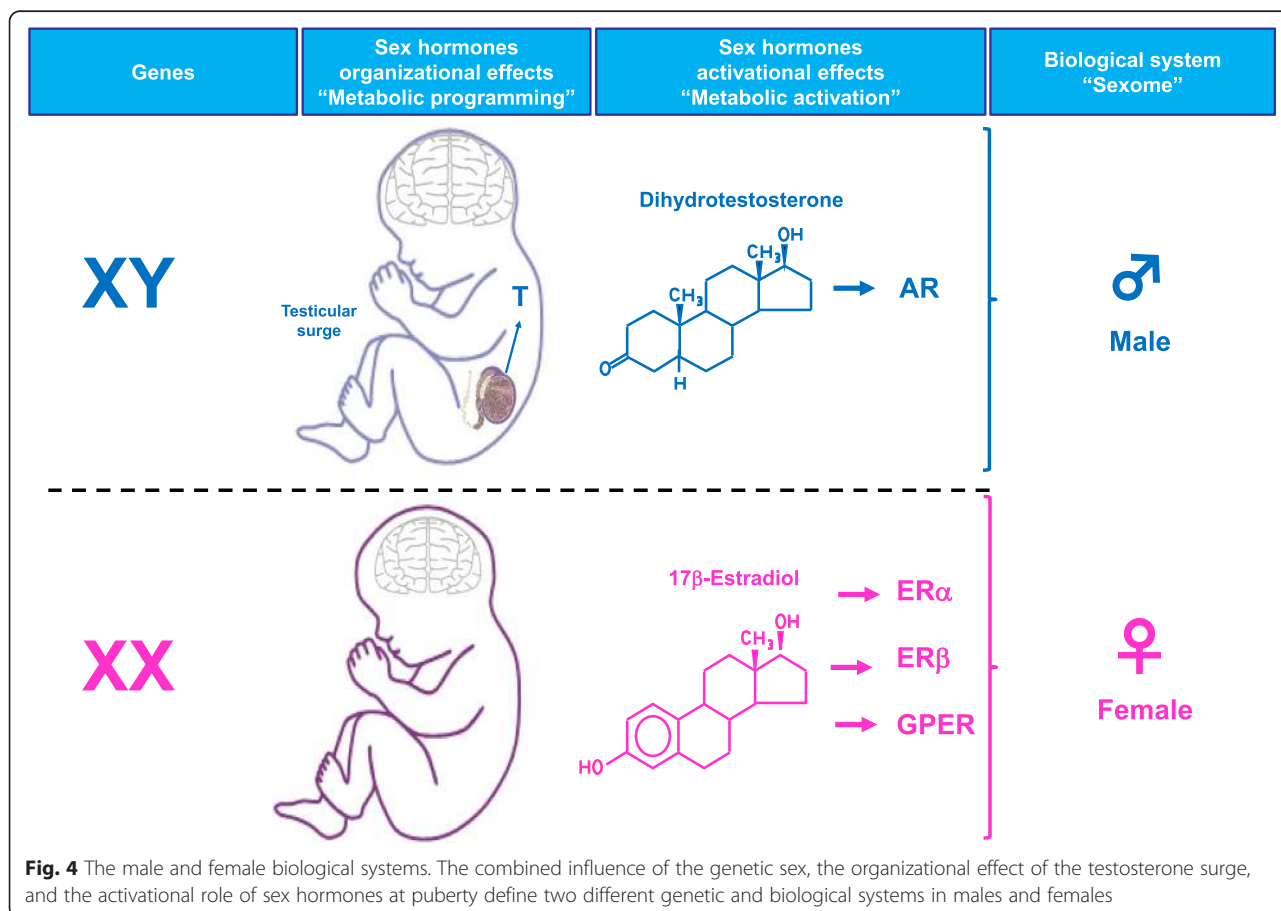 Genes
Sex hormones
organizational effects
“Metabolic programming”
Sex hormones
activational effects
“Metabolic activation”
Biological system
“Sexome”
XY
Testicular
surge
T
Dihydrotestosterone
OH
CH3
CH3
O
H
AR
♂
Male
XX
17β-Estradiol
OH
CH3
HO
ERα
ERβ
GPER
♀
Female
Fig. 4 The male and female biological systems. The combined influence of the genetic sex, the organizational effect of the testosterone surge,
and the activational role of sex hormones at puberty define two different genetic and biological systems in males and females